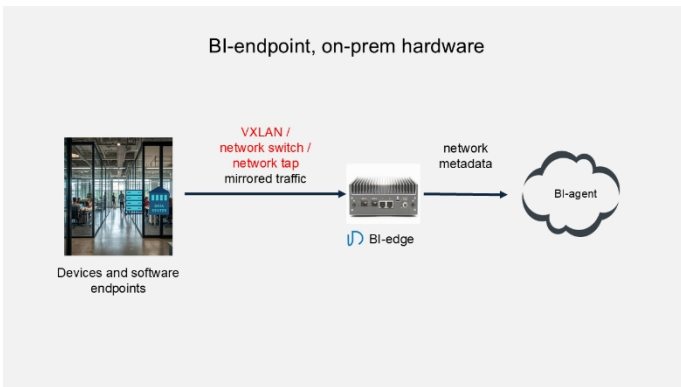 BI-endpoint, on-prem hardware
VXLAN /
network switch /
network tap
mirrored traffic
network
metadata
BI-agent
BI-edge
Devices and software
endpoints